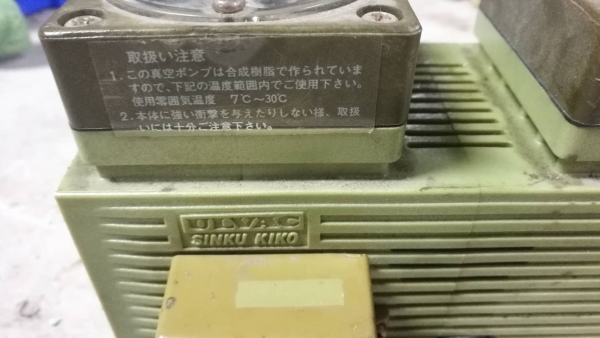 取扱い注意
1．この真空ポンプは合成樹脂で作られていま
すので、下記の温度範囲内でご使用下さい。
使用雰囲気温度　7℃〜30℃
2．本体に強い衝撃を与えたりしない様、取扱
いには十分ご注意下さい。
ULVAC
SINKU KIKO